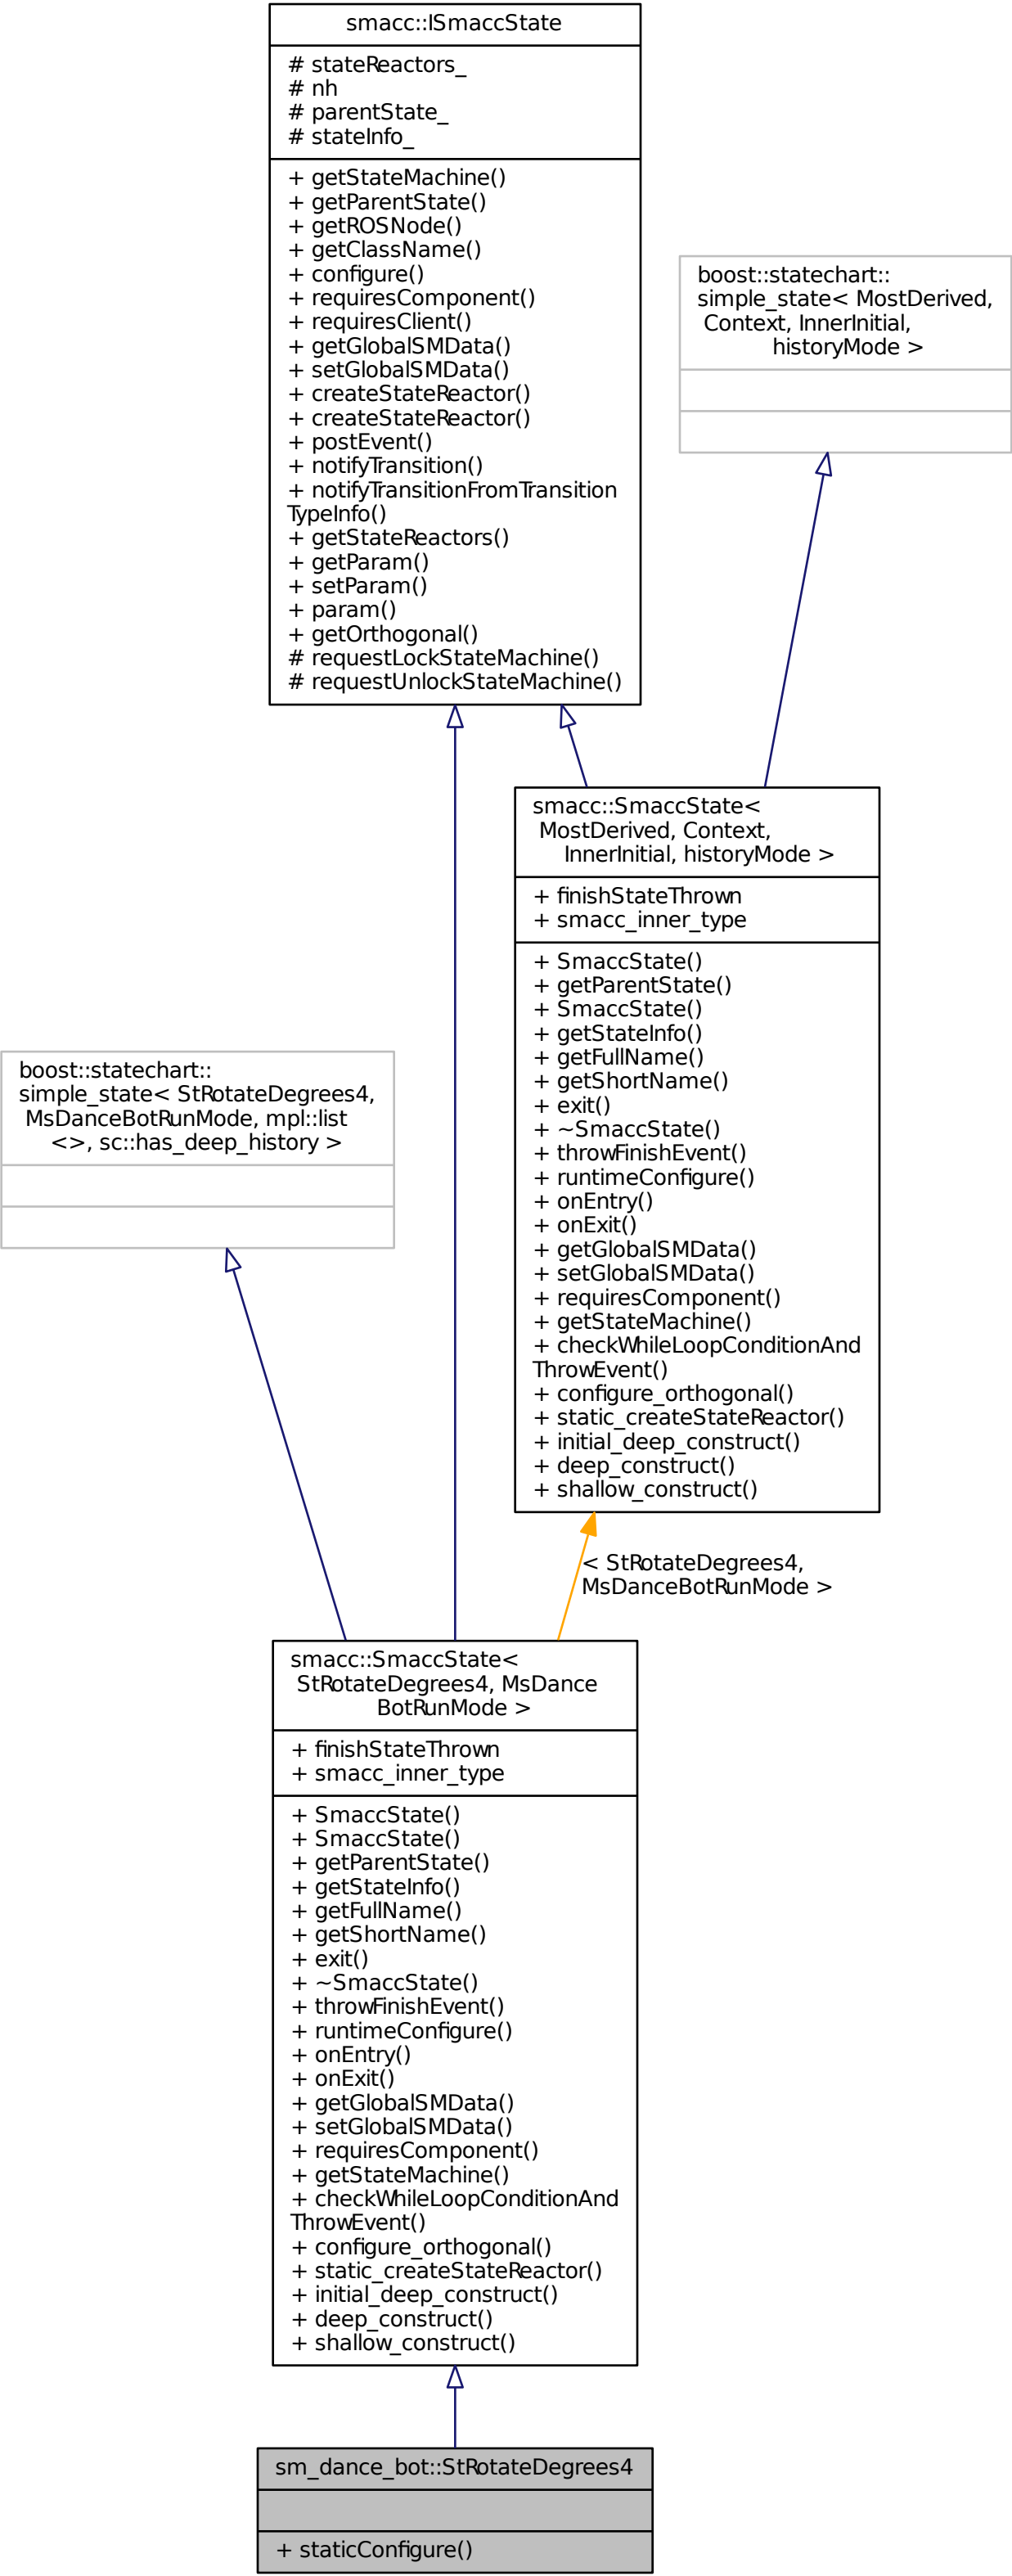 smacc::ISmaccState
# stateReactors_
# nh
# parentState_
# stateInfo_
+ getStateMachine()
+ getParentState()
+ getROSNode()
+ getClassName()
+ configure()
+ requiresComponent()
+ requiresClient()
+ getGlobalSMData()
+ setGlobalSMData()
+ createStateReactor()
+ createStateReactor()
+ postEvent()
+ notifyTransition()
+ notifyTransitionFromTransition
TypeInfo()
+ getStateReactors()
+ getParam()
+ setParam()
+ param()
+ getOrthogonal()
# requestLockStateMachine()
# requestUnlockStateMachine()
boost::statechart::
simple_state< MostDerived,
Context, InnerInitial,
historyMode >
smacc::SmaccState<
MostDerived, Context,
InnerInitial, historyMode >
+ finishStateThrown
+ smacc_inner_type
+ SmaccState()
+ getParentState()
+ SmaccState()
+ getStateInfo()
+ getFullName()
+ getShortName()
+ exit()
+ ~SmaccState()
+ throwFinishEvent()
+ runtimeConfigure()
+ onEntry()
+ onExit()
+ getGlobalSMData()
+ setGlobalSMData()
+ requiresComponent()
+ getStateMachine()
+ checkWhileLoopConditionAnd
ThrowEvent()
+ configure_orthogonal()
+ static_createStateReactor()
+ initial_deep_construct()
+ deep_construct()
+ shallow_construct()
boost::statechart::
simple_state< StRotateDegrees4,
MsDanceBotRunMode, mpl::list
<>, sc::has_deep_history >
< StRotateDegrees4,
MsDanceBotRunMode >
smacc::SmaccState<
StRotateDegrees4, MsDance
BotRunMode >
+ finishStateThrown
+ smacc_inner_type
+ SmaccState()
+ SmaccState()
+ getParentState()
+ getStateInfo()
+ getFullName()
+ getShortName()
+ exit()
+ ~SmaccState()
+ throwFinishEvent()
+ runtimeConfigure()
+ onEntry()
+ onExit()
+ getGlobalSMData()
+ setGlobalSMData()
+ requiresComponent()
+ getStateMachine()
+ checkWhileLoopConditionAnd
ThrowEvent()
+ configure_orthogonal()
+ static_createStateReactor()
+ initial_deep_construct()
+ deep_construct()
+ shallow_construct()
sm_dance_bot::StRotateDegrees4
+ staticConfigure()